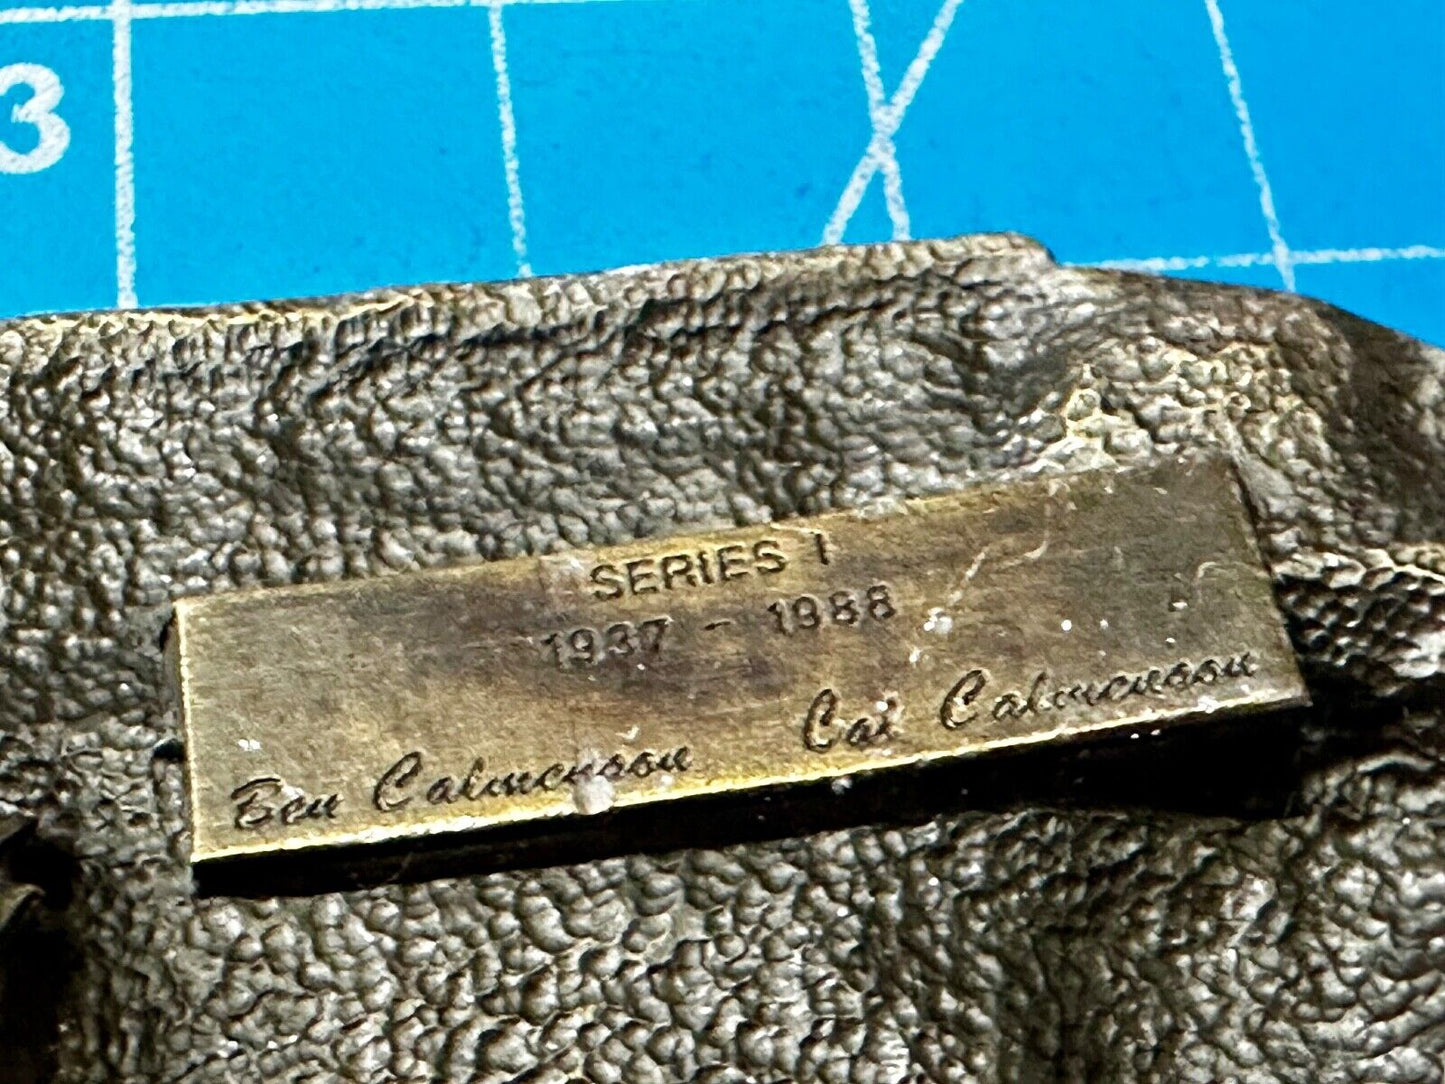 3
SERIES I
1937 - 1988
Ben Calmenson Cal Calmenson